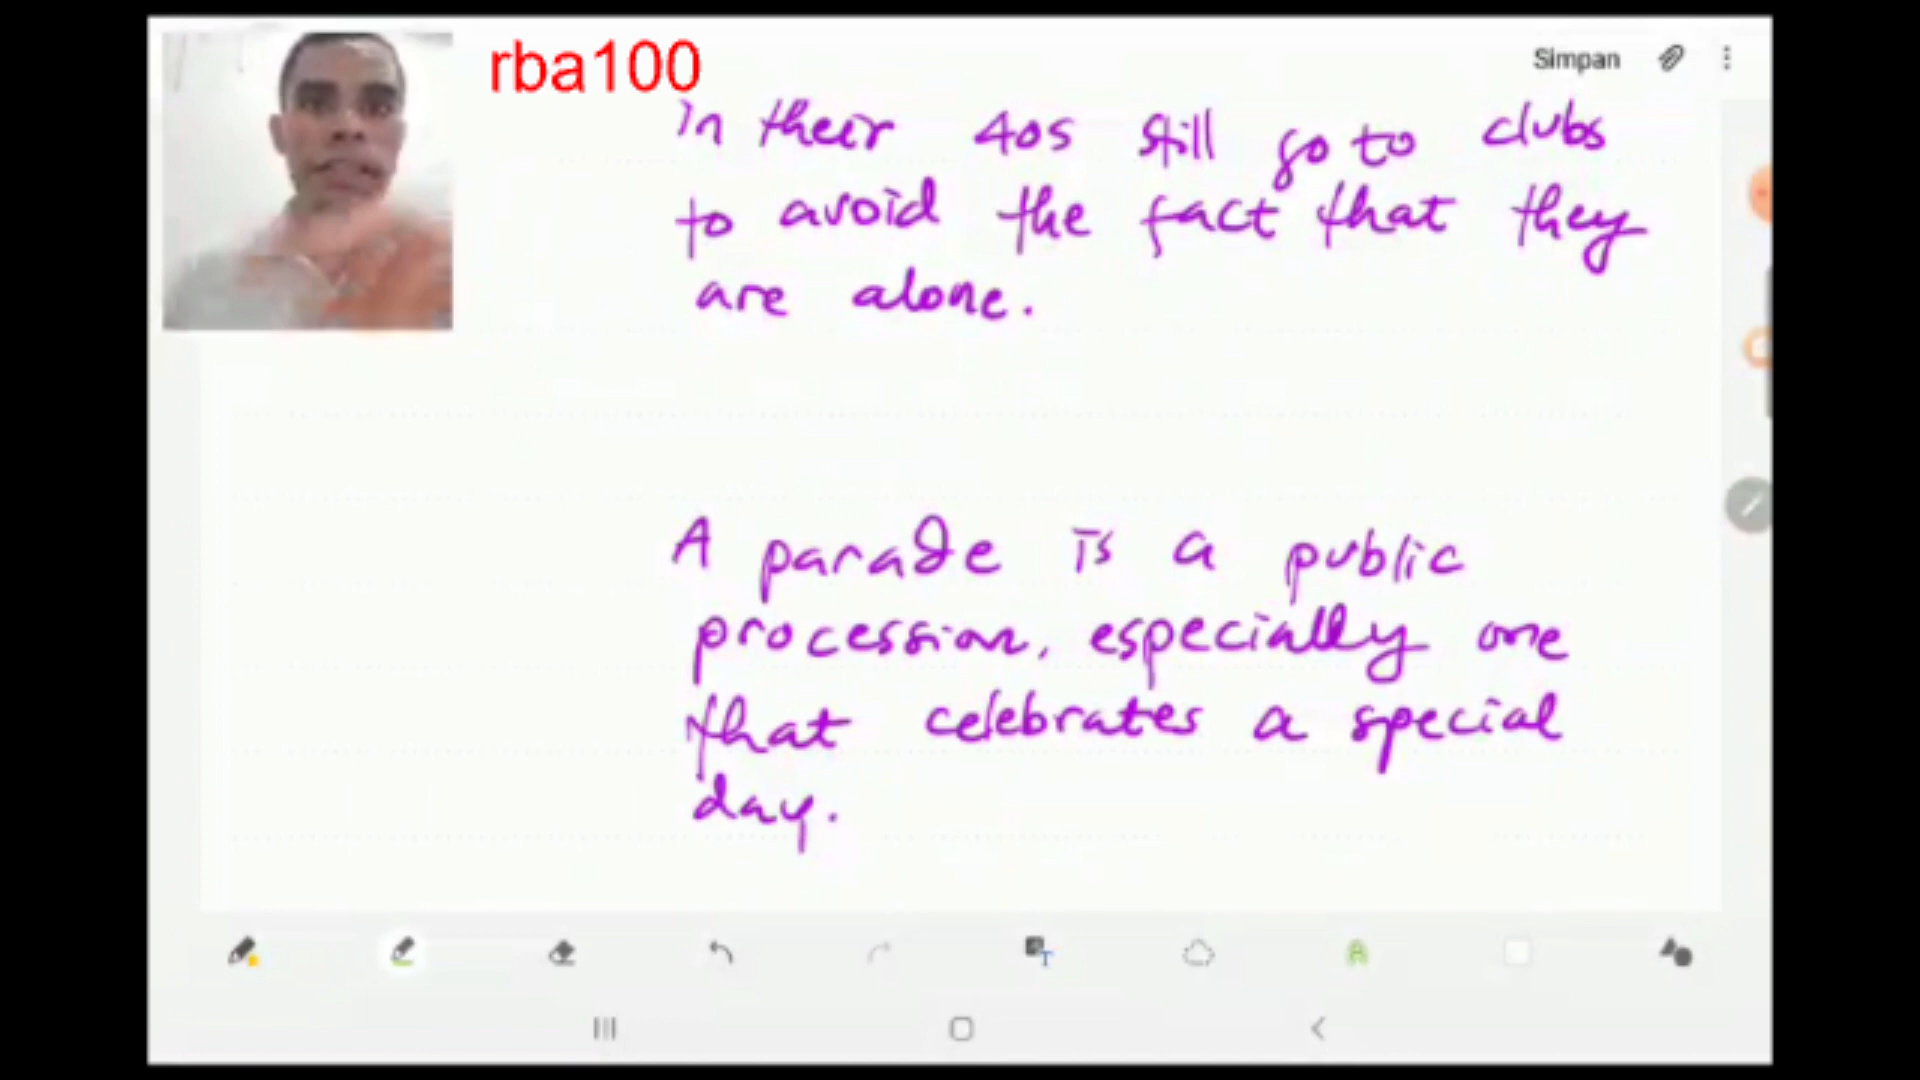 rba100
Simpan
in their 40s still go to clubs
to avoid the fact that they
are alone.
A parade is a public
procession, especially one
that celebrates a special
day.